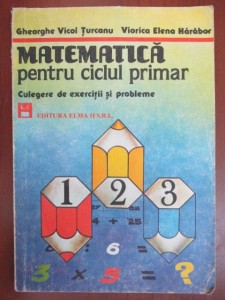 Gheorghe Vicol Țurcanu Viorica Elena Hărăbor
MATEMATICĂ
pentru ciclul primar
Culegere de exerciții și probleme
EDITURA ELMA II S.R.L.
1 2 3
4 + =
: 6 =
3 x 5 = ?